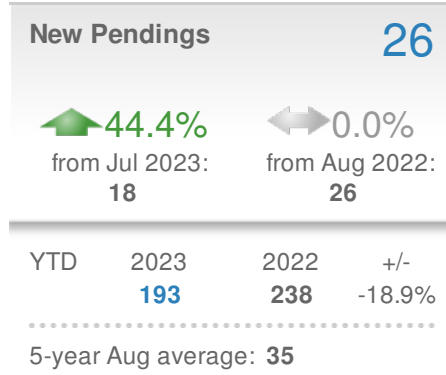 New Pendings 26
44.4% 0.0%
from Jul 2023: from Aug 2022:
18 26
YTD 2023 2022 +/-
193 238 -18.9%
5-year Aug average: 35